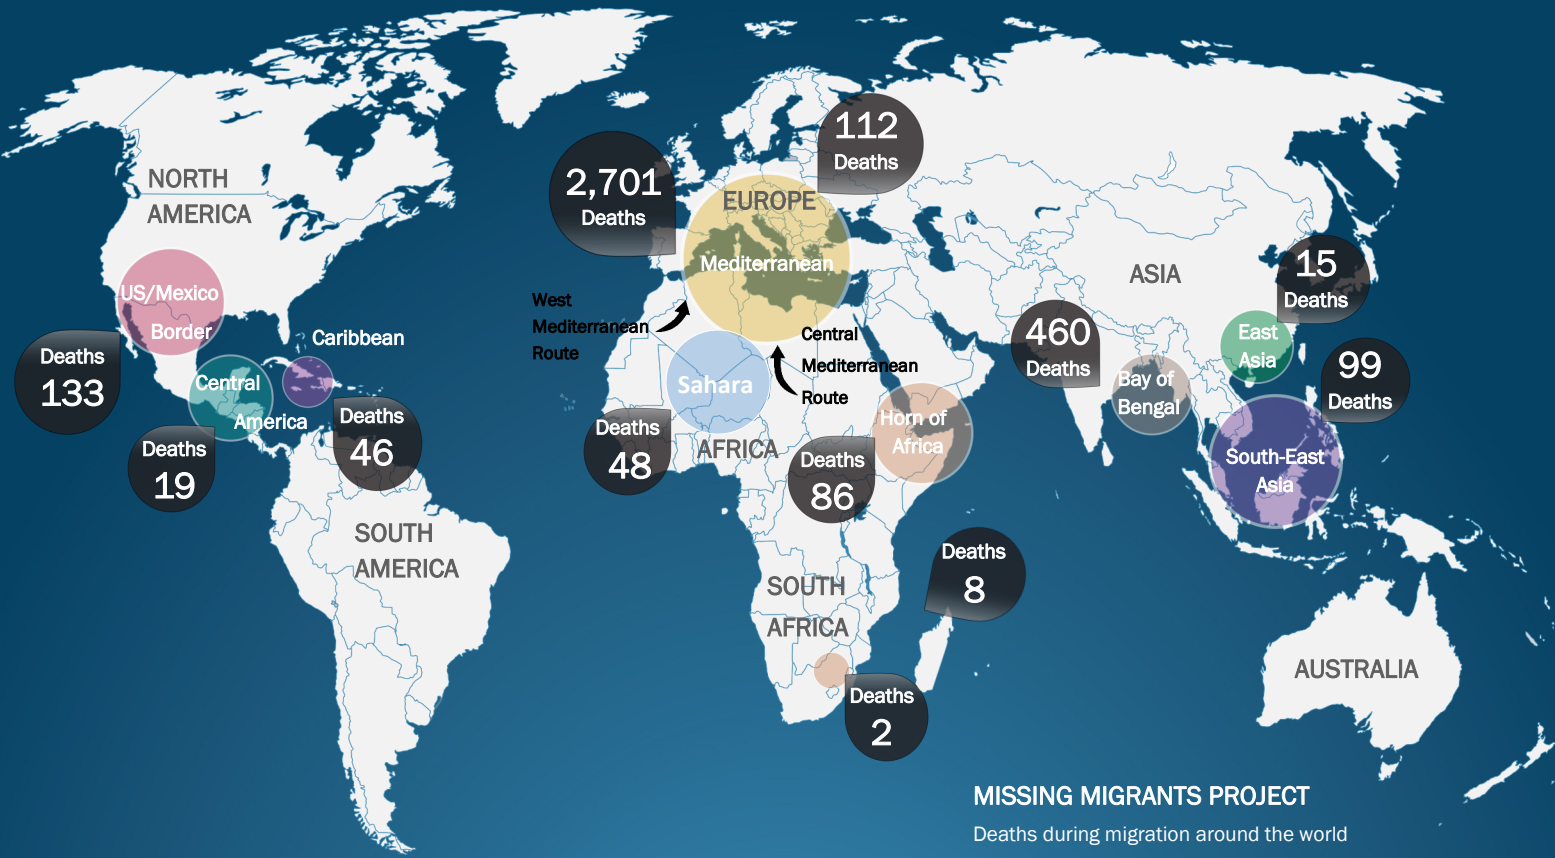 NORTH
AMERICA
US/Mexico
Border
Deaths
133
Central
America
Deaths
19
Caribbean
Deaths
46
SOUTH
AMERICA
2,701
Deaths
112
Deaths
EUROPE
Mediterranean
West
Mediterranean
Route
Central
Mediterranean
Route
Sahara
Deaths
48
AFRICA
Horn of
Africa
Deaths
86
SOUTH
AFRICA
Deaths
8
Deaths
2
ASIA
460
Deaths
Bay of
Bengal
15
Deaths
East
Asia
99
Deaths
South-East
Asia
AUSTRALIA
MISSING MIGRANTS PROJECT
Deaths during migration around the world